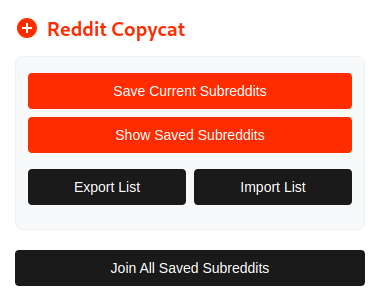 Reddit Copycat
Save Current Subreddits
Show Saved Subreddits
Export List
Import List
Join All Saved Subreddits